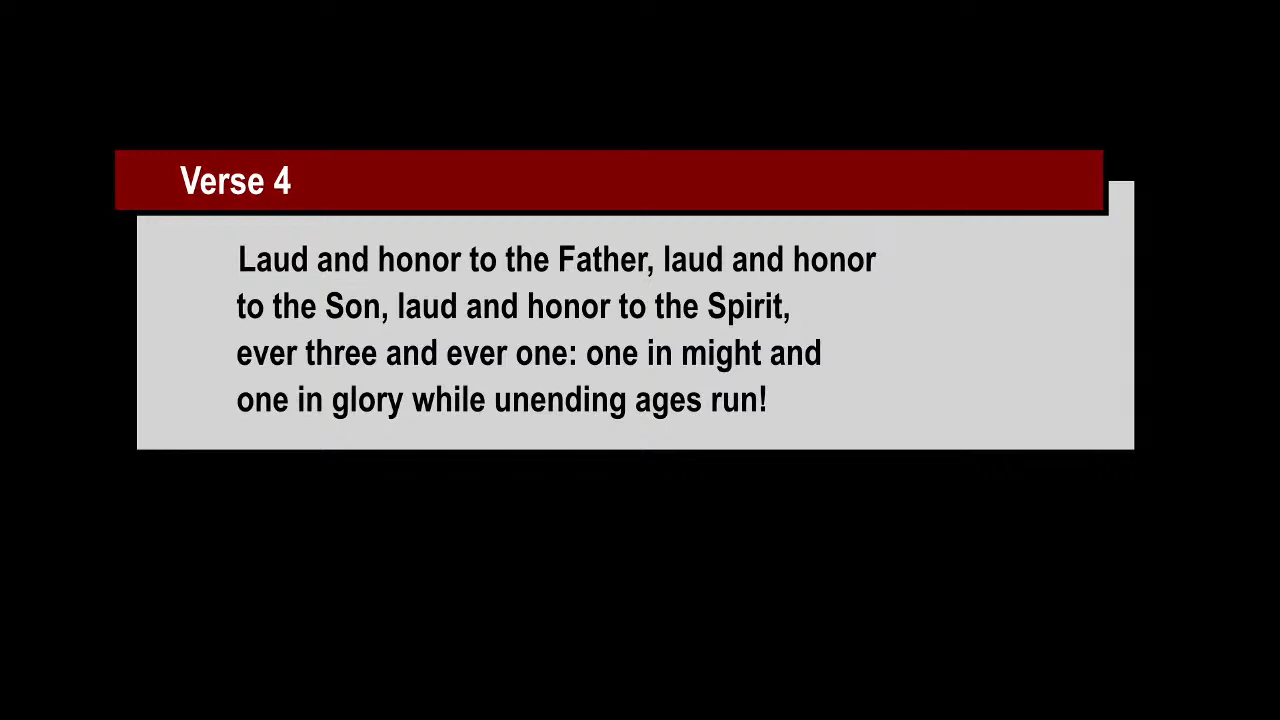 Verse 4
Laud and honor to the Father, laud and honor
to the Son, laud and honor to the Spirit,
ever three and ever one: one in might and
one in glory while unending ages run!